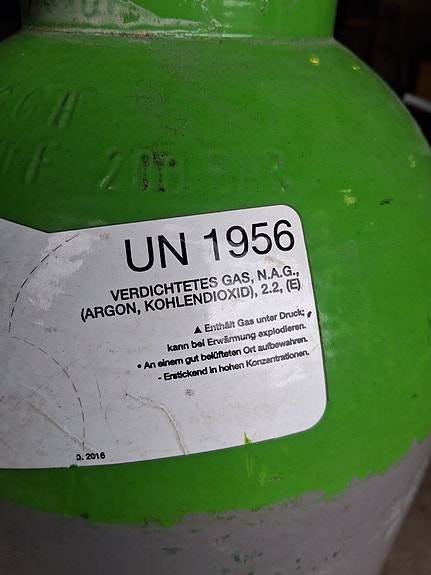 UN 1956
VERDICHTETES GAS, N.A.G.,
(ARGON, KOHLENDIOXID), 2.2, (E)
▲ Enthält Gas unter Druck;
kann bei Erwärmung explodieren.
• An einem gut belüfteten Ort aufbewahren.
- Erstickend in hohen Konzentrationen.
0. 2016